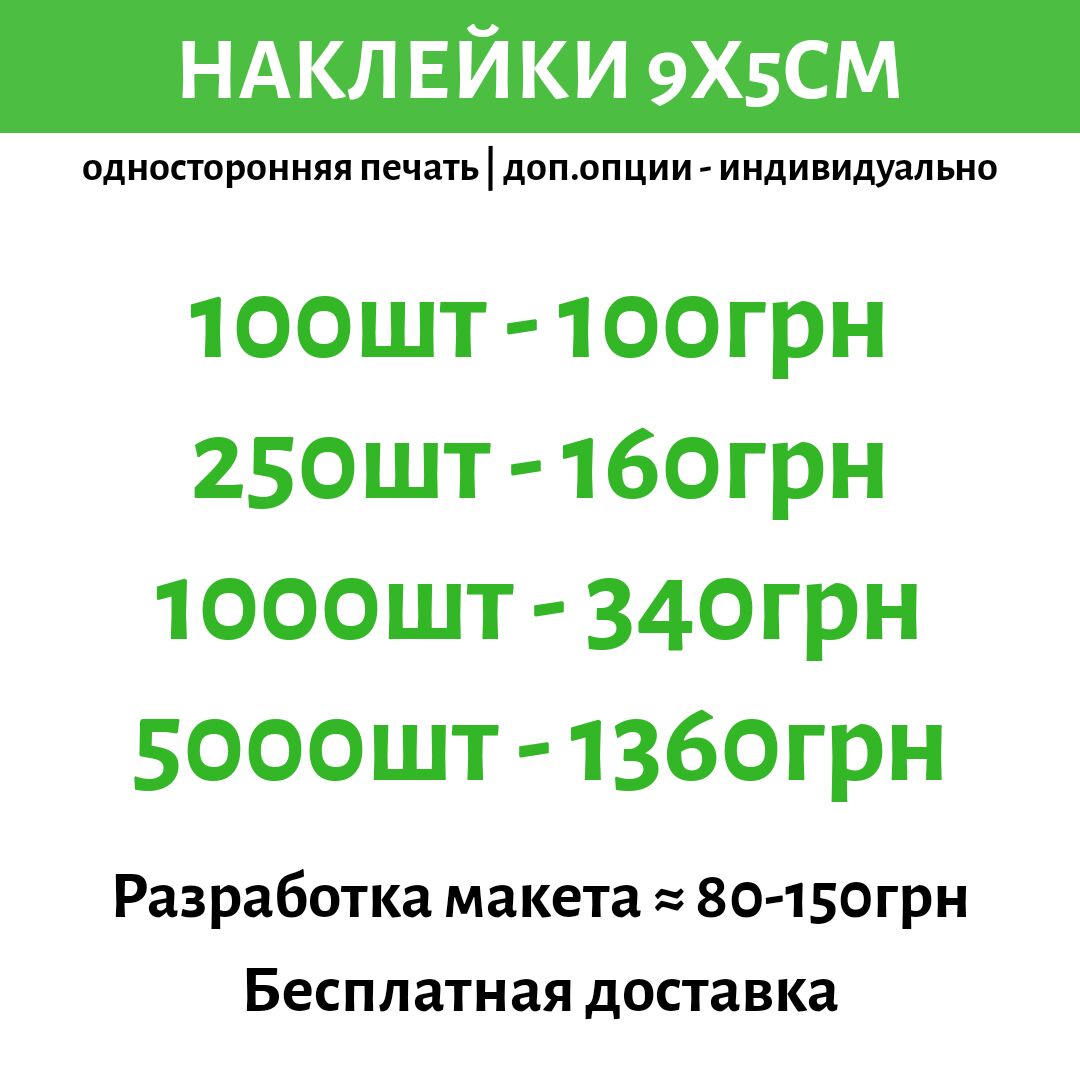 НАКЛЕЙКИ 9Х5СМ
односторонняя печать | доп.опции - индивидуально
100шт - 100грн
250шт - 160грн
1000шт - 340грн
5000шт - 1360грн
Разработка макета ≈ 80-150грн
Бесплатная доставка